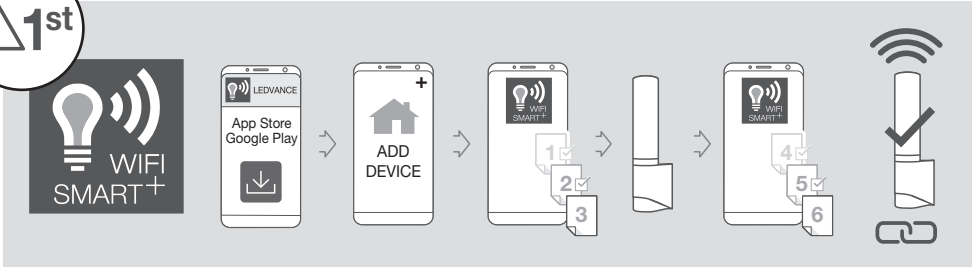 1st
WIFI
SMART+
LEDVANCE
App Store
Google Play
+
ADD
DEVICE
WIFI
SMART+
1
2
3
WIFI
SMART+
4
5
6